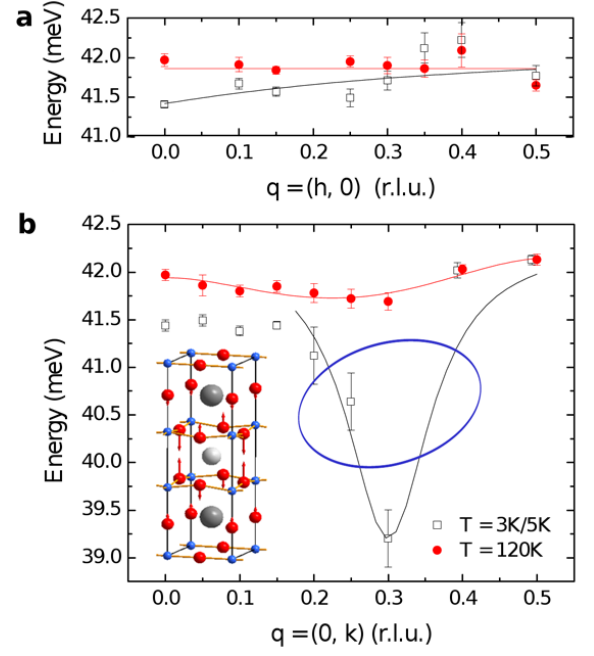 a
Energy (meV)
42.5
42.0
41.5
41.0
0.0 0.1 0.2 0.3 0.4 0.5
q = (h, 0) (r.l.u.)
b
Energy (meV)
42.5
42.0
41.5
41.0
40.5
40.0
39.5
39.0
T = 3K/5K
T = 120K
0.0 0.1 0.2 0.3 0.4 0.5
q = (0, k) (r.l.u.)